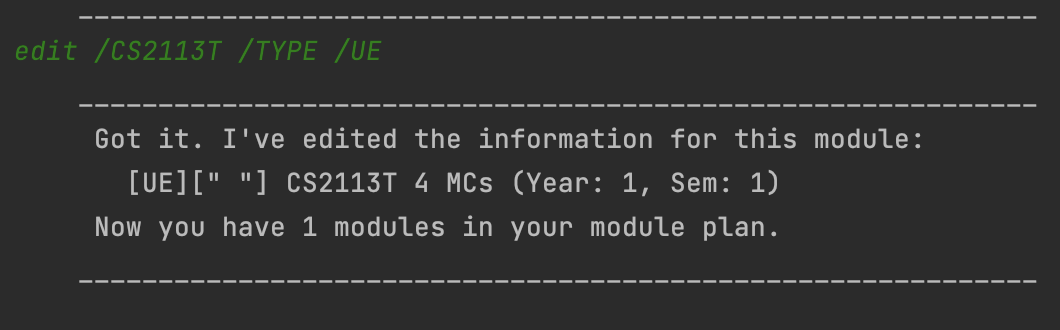 ____________________________________________________________
edit /CS2113T /TYPE /UE
____________________________________________________________
Got it. I've edited the information for this module:
[UE][" "] CS2113T 4 MCs (Year: 1, Sem: 1)
Now you have 1 modules in your module plan.
____________________________________________________________